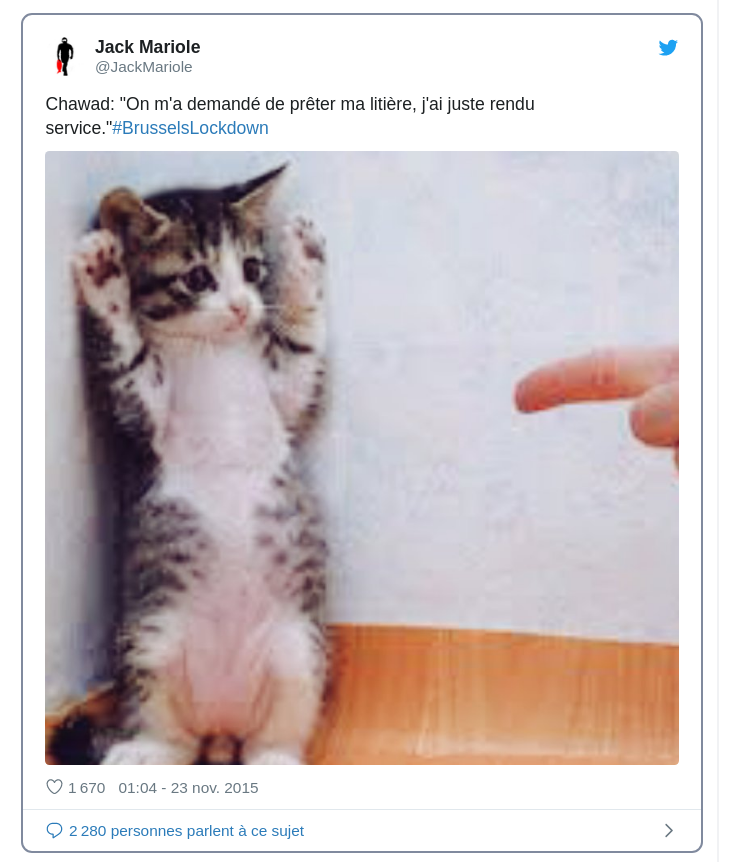 Jack Mariole
@JackMariole
Chawad: "On m'a demandé de prêter ma litière, j'ai juste rendu
service."#BrusselsLockdown
1 670 01:04 - 23 nov. 2015
2 280 personnes parlent à ce sujet